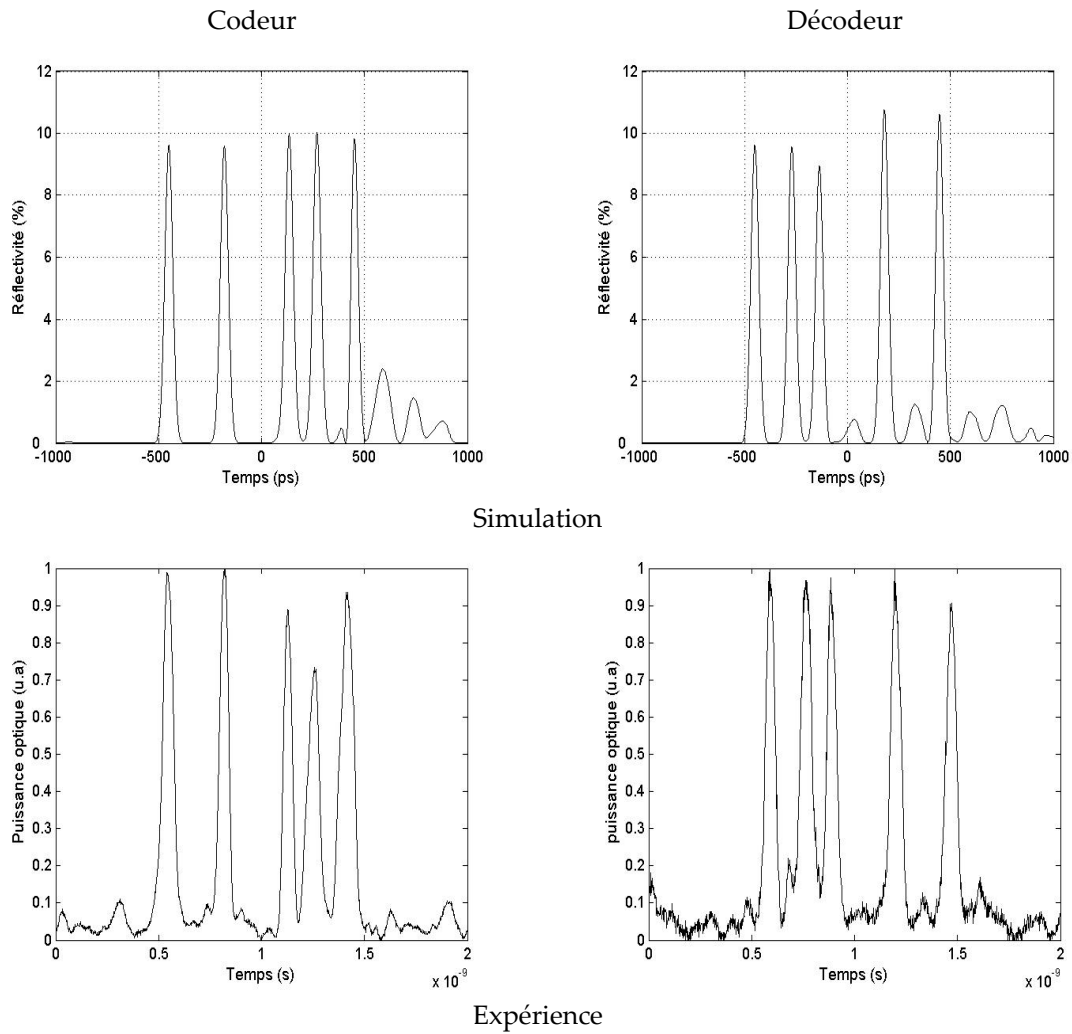 Codeur
Décodeur
12
10
8
6
4
2
0
Réflectivité (%)
-1000 -500 0 500 1000
Temps (ps)
12
10
8
6
4
2
0
Réflectivité (%)
-1000 -500 0 500 1000
Temps (ps)
Simulation
1
0.9
0.8
0.7
0.6
0.5
0.4
0.3
0.2
0.1
0
Puissance optique (u.a)
0 0.5 1 1.5 2
Temps (s)
x 10⁻⁹
1
0.9
0.8
0.7
0.6
0.5
0.4
0.3
0.2
0.1
0
puissance optique (u.a)
0 0.5 1 1.5 2
Temps (s)
x 10⁻⁹
Expérience